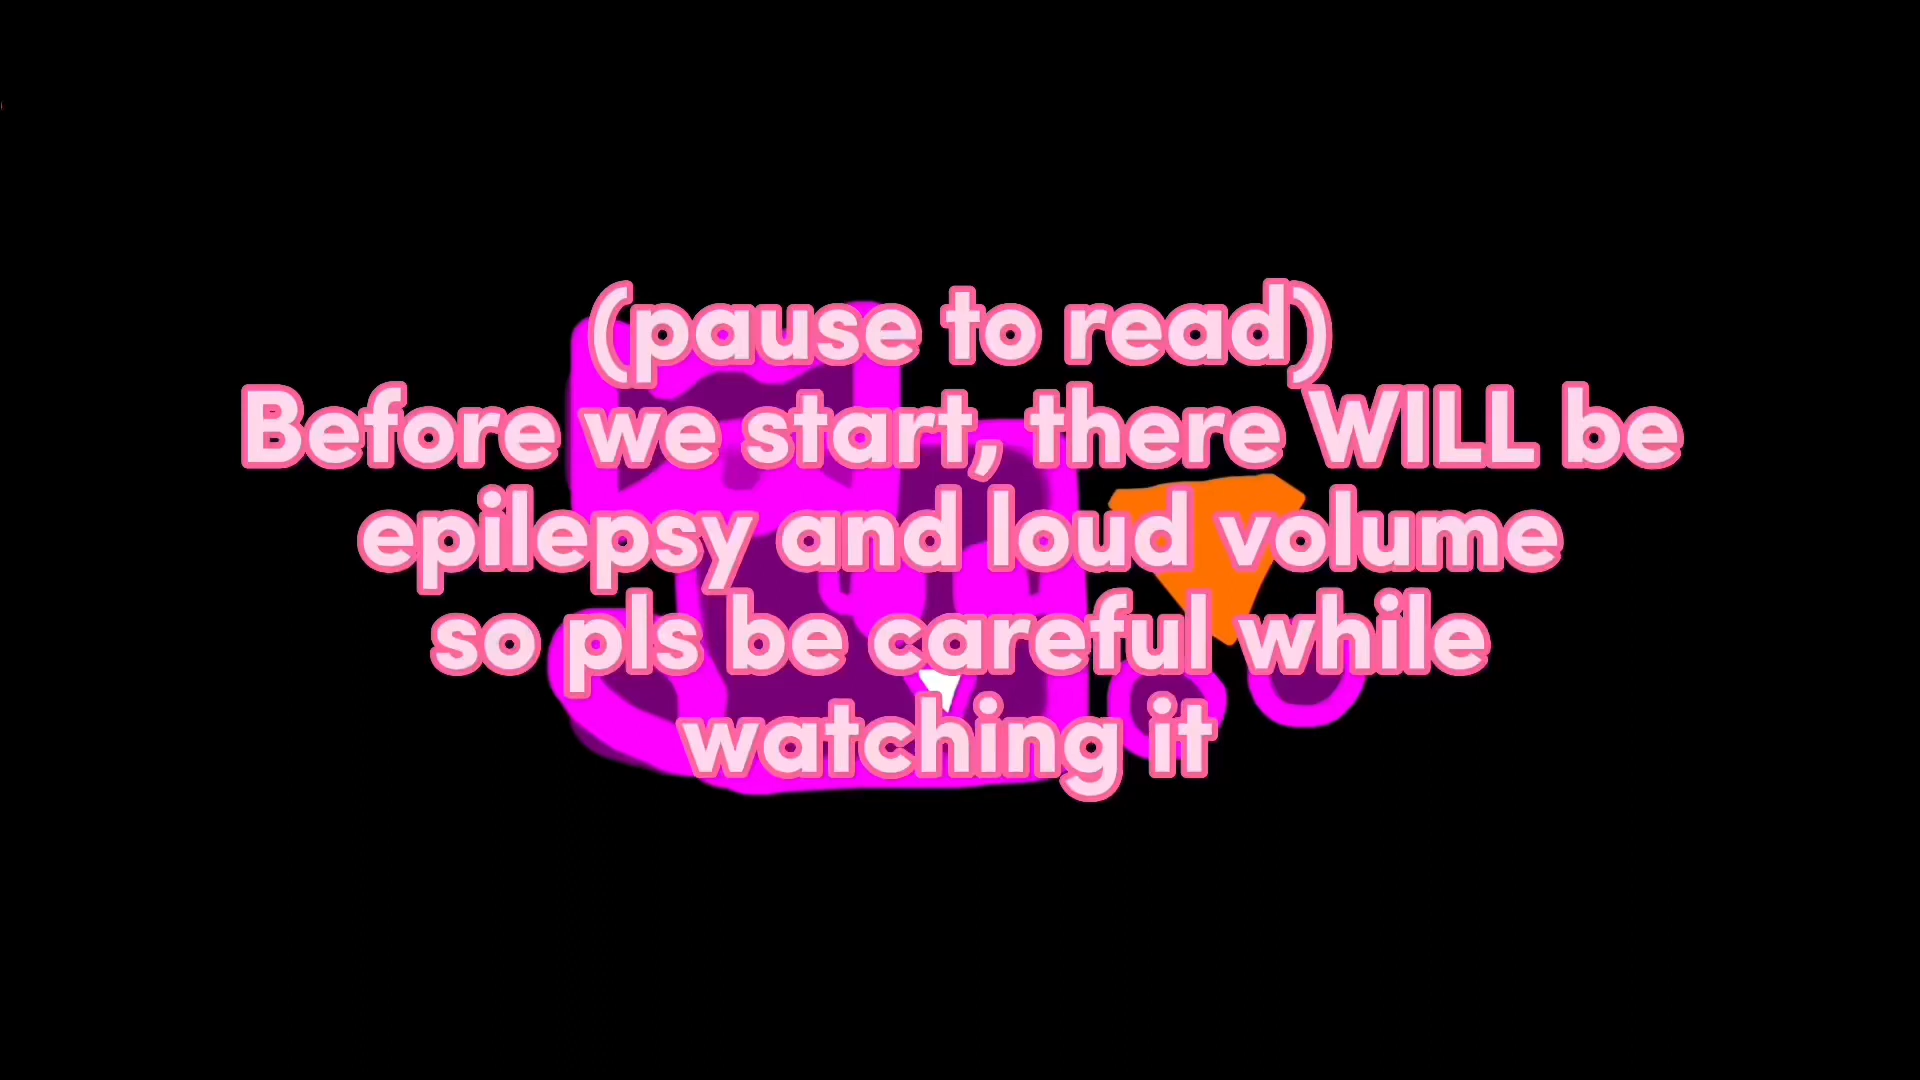 (pause to read)
Before we start, there WILL be
epilepsy and loud volume
so pls be careful while
watching it